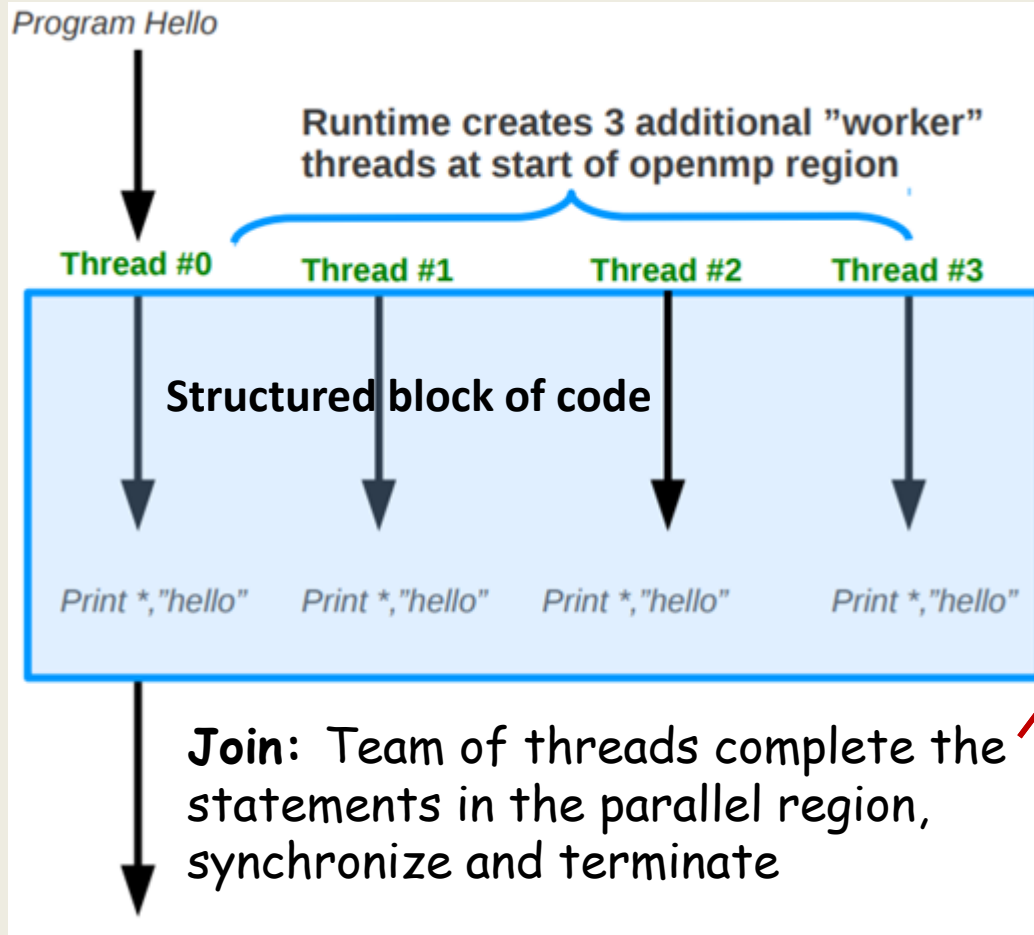 Program Hello
Runtime creates 3 additional ”worker”
threads at start of openmp region
Thread #0 Thread #1 Thread #2 Thread #3
Structured block of code
Print *,”hello” Print *,”hello” Print *,”hello” Print *,”hello”
Join: Team of threads complete the
statements in the parallel region,
synchronize and terminate